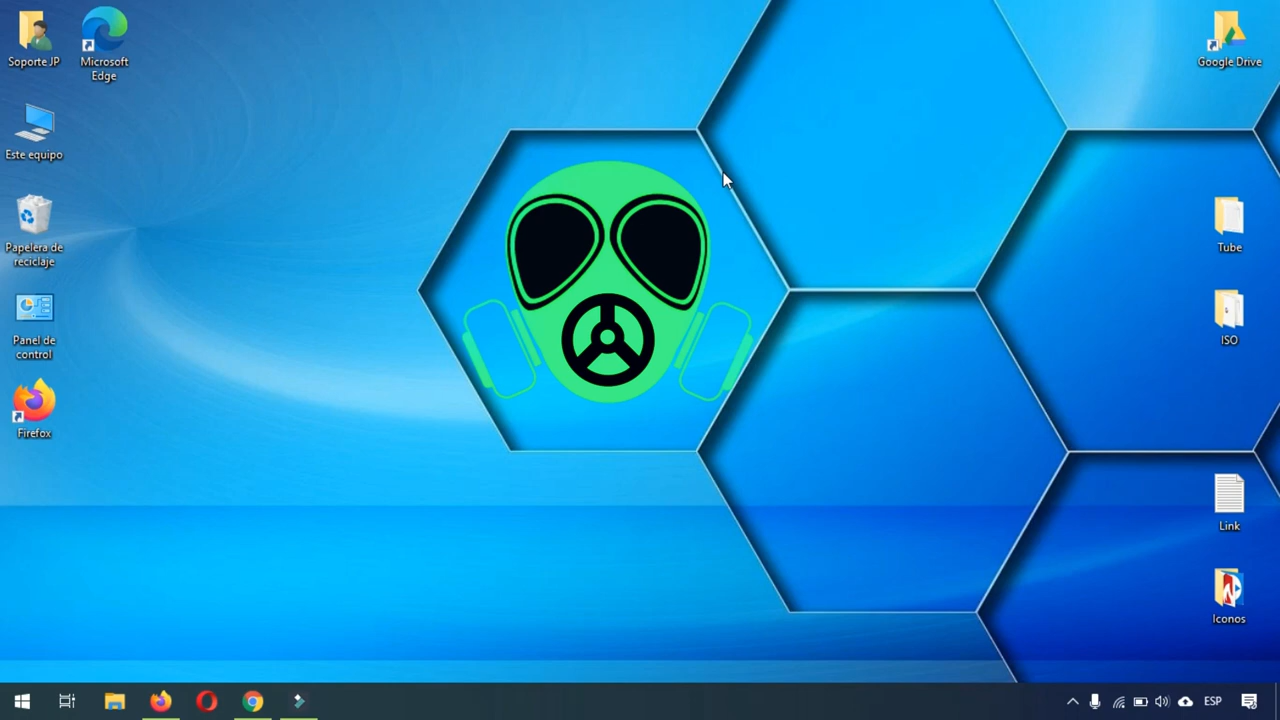 Soporte JP
Microsoft
Edge
Este equipo
Papelera de
reciclaje
Panel de
control
Firefox
Google Drive
Tube
ISO
Link
Iconos
ESP